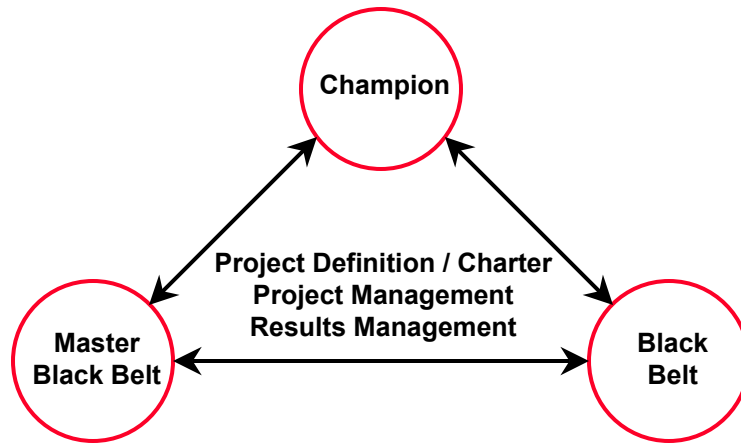 Champion
Project Definition / Charter
Project Management
Results Management
Master
Black Belt
Black
Belt